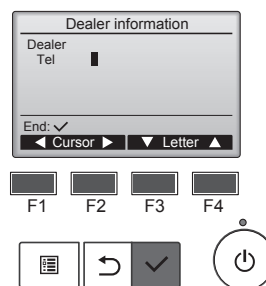 Dealer information
Dealer
Tel
End: ✓
◀ Cursor ▶ ▼ Letter ▲
F1 F2 F3 F4